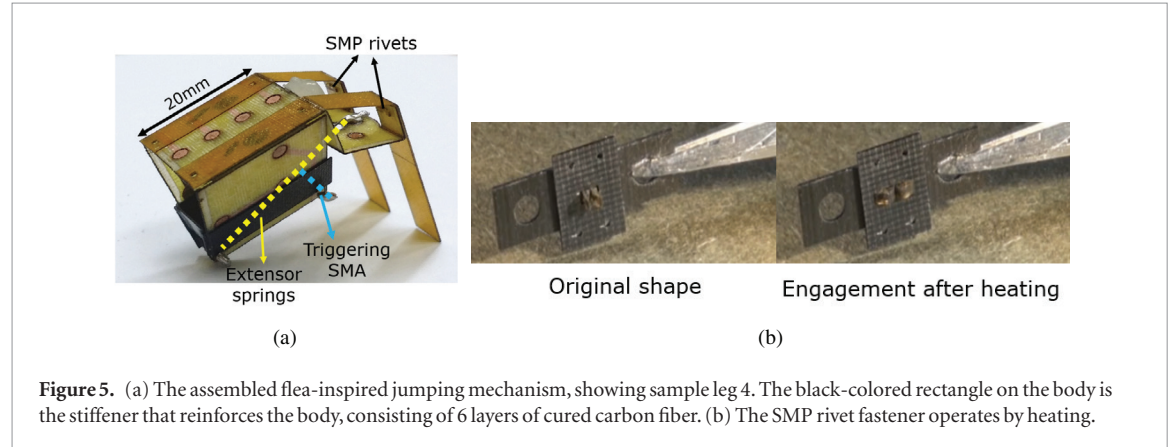 SMP rivets
20mm
Extensor
springs
Triggering
SMA
Original shape
Engagement after heating
(a)
(b)
Figure 5. (a) The assembled flea-inspired jumping mechanism, showing sample leg 4. The black-colored rectangle on the body is
the stiffener that reinforces the body, consisting of 6 layers of cured carbon fiber. (b) The SMP rivet fastener operates by heating.